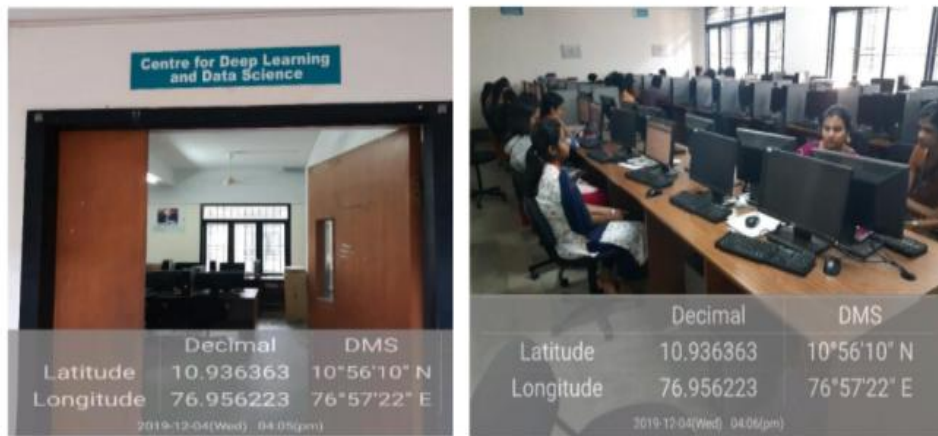 Centre for Deep Learning
and Data Science
Decimal DMS
Latitude 10.936363 10°56'10" N
Longitude 76.956223 76°57'22" E
2019-12-04(Wed) 04:05(pm)
Decimal DMS
Latitude 10.936363 10°56'10" N
Longitude 76.956223 76°57'22" E
2019-12-04(Wed) 04:06(pm)